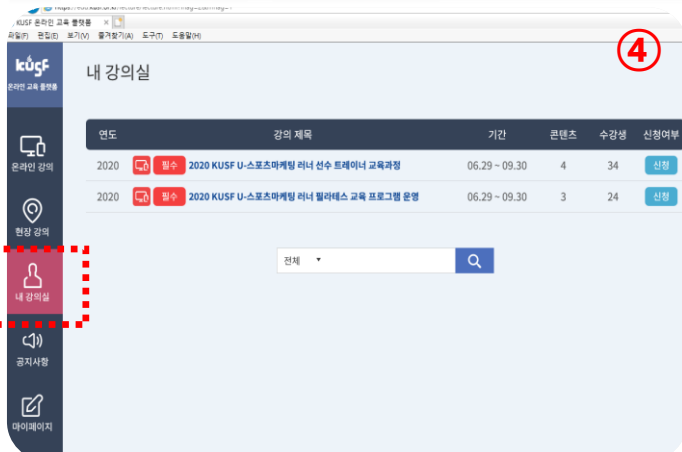 KUSF 온라인 교육 플랫폼
파일(F) 편집(E) 보기(V) 즐겨찾기(A) 도구(T) 도움말(H)
④
kusf
온라인 교육 플랫폼
내 강의실
연도 강의 제목 기간 콘텐츠 수강생 신청여부
2020 필수 2020 KUSF U-스포츠마케팅 러너 선수 트레이너 교육과정 06.29 ~ 09.30 4 34 신청
2020 필수 2020 KUSF U-스포츠마케팅 러너 필라테스 교육 프로그램 운영 06.29 ~ 09.30 3 24 신청
전체
온라인 강의
현장 강의
내 강의실
공지사항
마이페이지